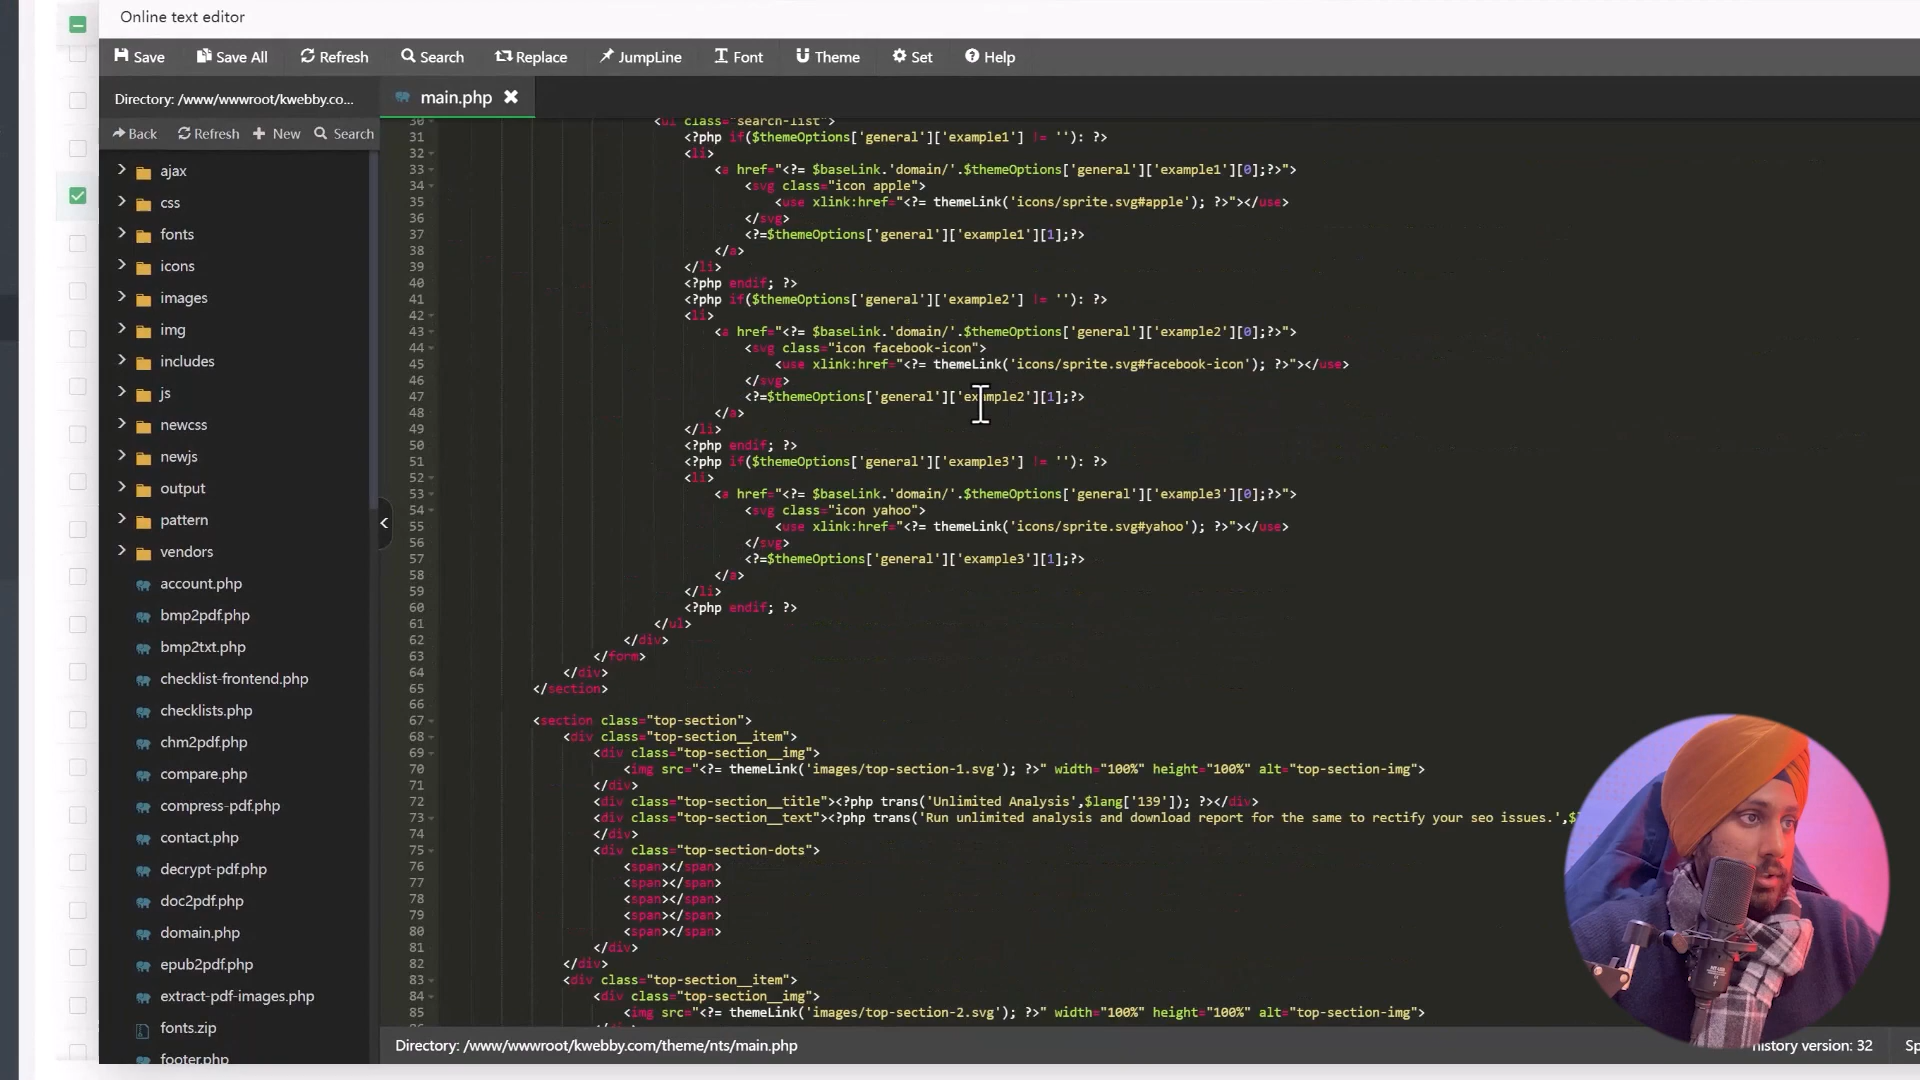 Online text editor
Save Save All Refresh Search Replace JumpLine Font Theme Set Help
Directory: /www/wwwroot/kwebby.co...
main.php
Back Refresh New Search
ajax
css
fonts
icons
images
img
includes
js
newcss
newjs
output
pattern
vendors
account.php
bmp2pdf.php
bmp2txt.php
checklist-frontend.php
checklists.php
chm2pdf.php
compare.php
compress-pdf.php
contact.php
decrypt-pdf.php
doc2pdf.php
domain.php
epub2pdf.php
extract-pdf-images.php
fonts.zip
footer.php
30 <ul class="search-list">
31 <?php if($themeOptions['general']['example1'] != ''): ?>
32 <li>
33 <a href="<?= $baseLink.'domain/'.$themeOptions['general']['example1'][0];?>">
34 <svg class="icon apple">
35 <use xlink:href="<?= themeLink('icons/sprite.svg#apple'); ?>"></use>
36 </svg>
37 <?=$themeOptions['general']['example1'][1];?>
38 </a>
39 </li>
40 <?php endif; ?>
41 <?php if($themeOptions['general']['example2'] != ''): ?>
42 <li>
43 <a href="<?= $baseLink.'domain/'.$themeOptions['general']['example2'][0];?>">
44 <svg class="icon facebook-icon">
45 <use xlink:href="<?= themeLink('icons/sprite.svg#facebook-icon'); ?>"></use>
46 </svg>
47 <?=$themeOptions['general']['example2'][1];?>
48 </a>
49 </li>
50 <?php endif; ?>
51 <?php if($themeOptions['general']['example3'] != ''): ?>
52 <li>
53 <a href="<?= $baseLink.'domain/'.$themeOptions['general']['example3'][0];?>">
54 <svg class="icon yahoo">
55 <use xlink:href="<?= themeLink('icons/sprite.svg#yahoo'); ?>"></use>
56 </svg>
57 <?=$themeOptions['general']['example3'][1];?>
58 </a>
59 </li>
60 <?php endif; ?>
61 </ul>
62 </div>
63 </form>
64 </div>
65 </section>
66
67 <section class="top-section">
68 <div class="top-section__item">
69 <div class="top-section__img">
70 <img src="<?= themeLink('images/top-section-1.svg'); ?>" width="100%" height="100%" alt="top-section-img">
71 </div>
72 <div class="top-section__title"><?php trans('Unlimited Analysis',$lang['139']); ?></div>
73 <div class="top-section__text"><?php trans('Run unlimited analysis and download report for the same to rectify your seo issues.',$
74 </div>
75 <div class="top-section-dots">
76 <span></span>
77 <span></span>
78 <span></span>
79 <span></span>
80 <span></span>
81 </div>
82 </div>
83 <div class="top-section__item">
84 <div class="top-section__img">
85 <img src="<?= themeLink('images/top-section-2.svg'); ?>" width="100%" height="100%" alt="top-section-img">
Directory: /www/wwwroot/kwebby.com/theme/nts/main.php
history version: 32 Sp